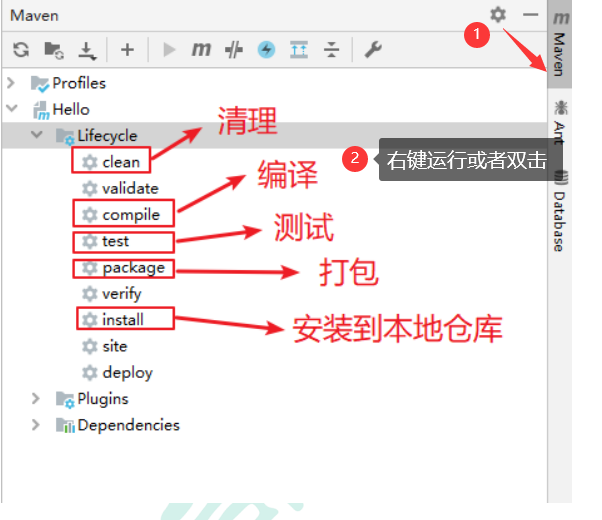 Maven
1
Maven
m
Profiles
Hello
Lifecycle
清理
clean
Ant
2
右键运行或者双击
validate
编译
compile
Database
test
测试
package
打包
verify
install
安装到本地仓库
site
deploy
Plugins
Dependencies